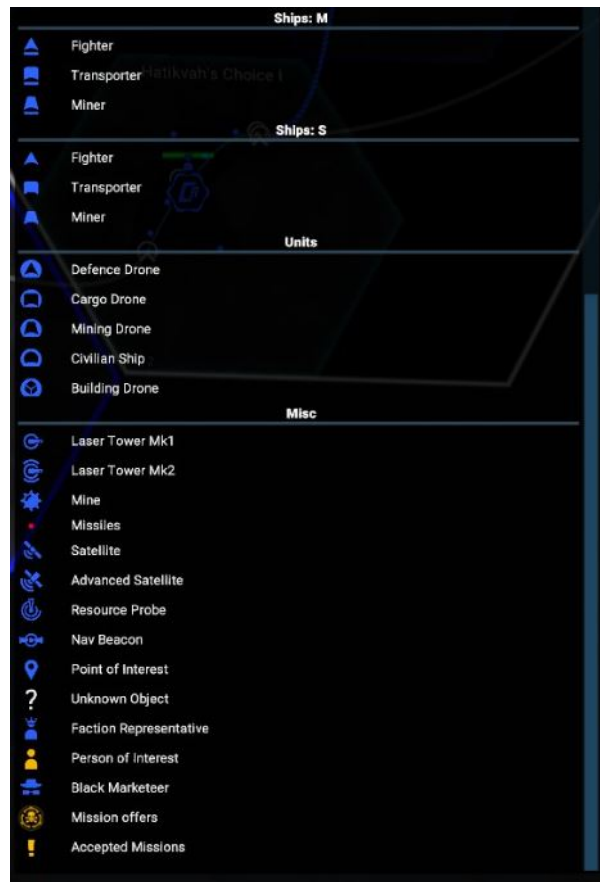 Ships: M
Fighter
Transporter
Hatikvah's Choice I
Miner
Ships: S
Fighter
Transporter
Miner
Units
Defence Drone
Cargo Drone
Mining Drone
Civilian Ship
Building Drone
Misc
Laser Tower Mk1
Laser Tower Mk2
Mine
Missiles
Satellite
Advanced Satellite
Resource Probe
Nav Beacon
Point of Interest
? Unknown Object
Faction Representative
Person of Interest
Black Marketeer
Mission offers
! Accepted Missions